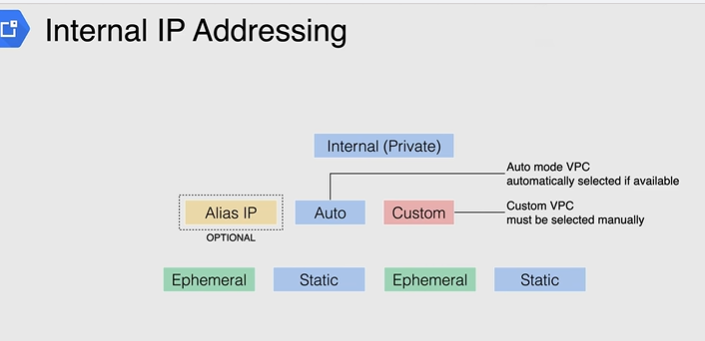 Internal IP Addressing
Internal (Private)
Auto mode VPC
automatically selected if available
Alias IP
Auto
Custom
Custom VPC
must be selected manually
OPTIONAL
Ephemeral
Static
Ephemeral
Static